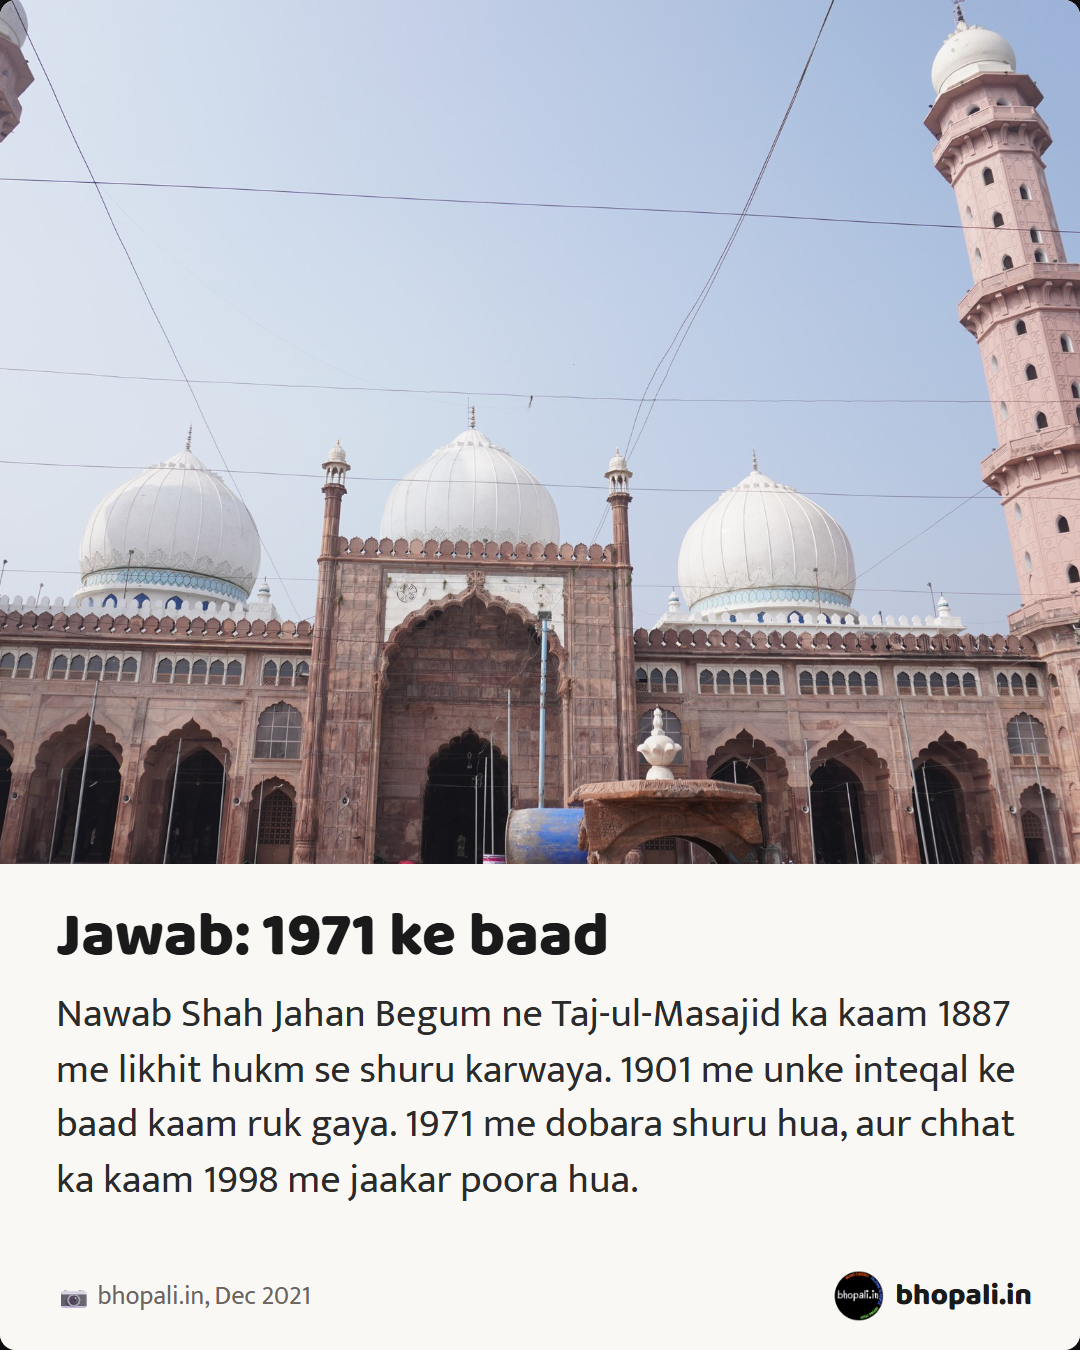 Jawab: 1971 ke baad
Nawab Shah Jahan Begum ne Taj-ul-Masajid ka kaam 1887
me likhit hukm se shuru karwaya. 1901 me unke inteqal ke
baad kaam ruk gaya. 1971 me dobara shuru hua, aur chhat
ka kaam 1998 me jaakar poora hua.
bhopali.in, Dec 2021
bhopali.in
bhopali.in